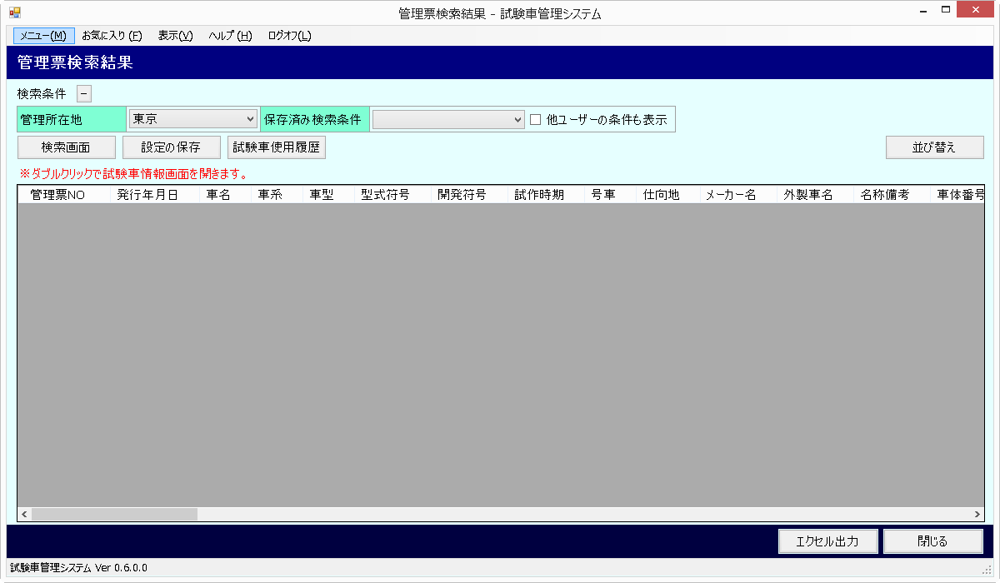 管理票検索結果 - 試験車管理システム
メニュー(M) お気に入り(F) 表示(V) ヘルプ(H) ログオフ(L)
管理票検索結果
検索条件 −
管理所在地 東京 保存済み検索条件 他ユーザーの条件も表示
検索画面 設定の保存 試験車使用履歴 並び替え
※ダブルクリックで試験車情報画面を開きます。
管理票NO 発行年月日 車名 車系 車型 型式符号 開発符号 試作時期 号車 仕向地 メーカー名 外製車名 名称備考 車体番号
エクセル出力 閉じる
試験車管理システム Ver 0.6.0.0